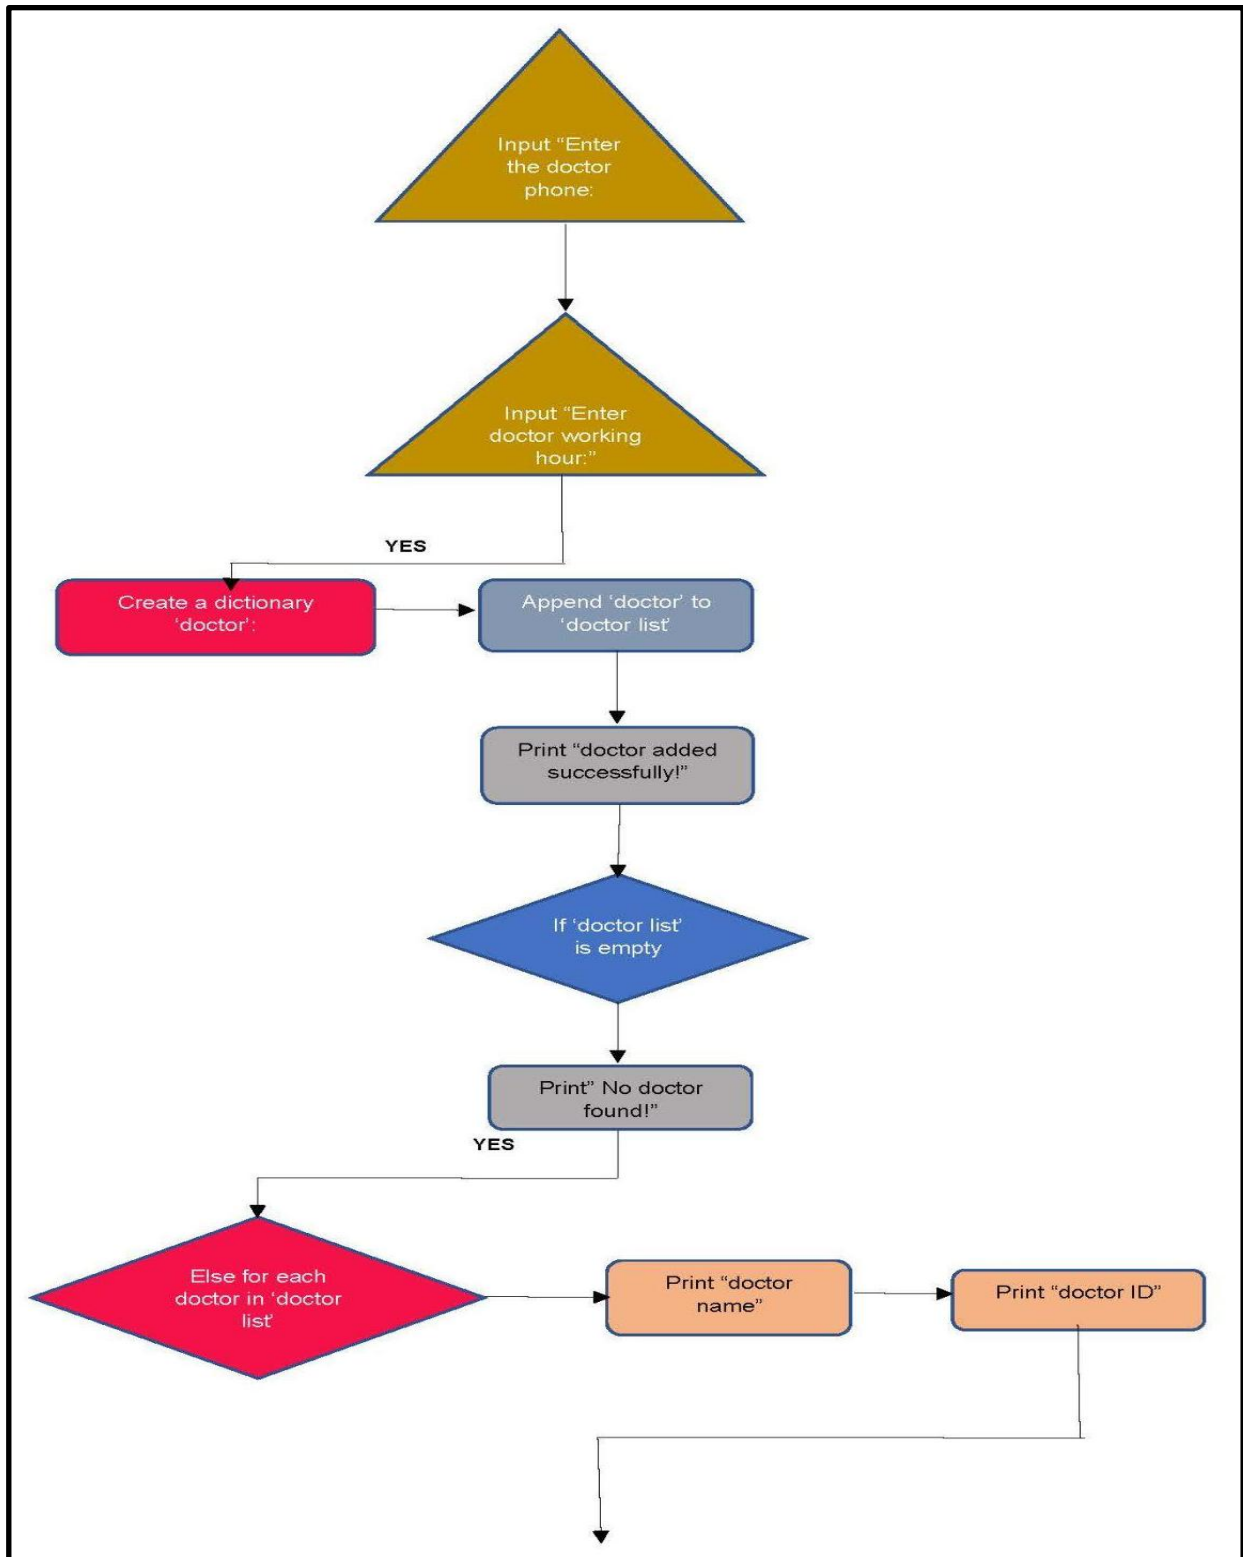 Input “Enter
the doctor
phone:
Input “Enter
doctor working
hour:”
YES
Create a dictionary
‘doctor’:
Append ‘doctor’ to
‘doctor list’
Print “doctor added
successfully!”
If ‘doctor list’
is empty
Print” No doctor
found!”
YES
Else for each
doctor in ‘doctor
list’
Print “doctor
name”
Print “doctor ID”